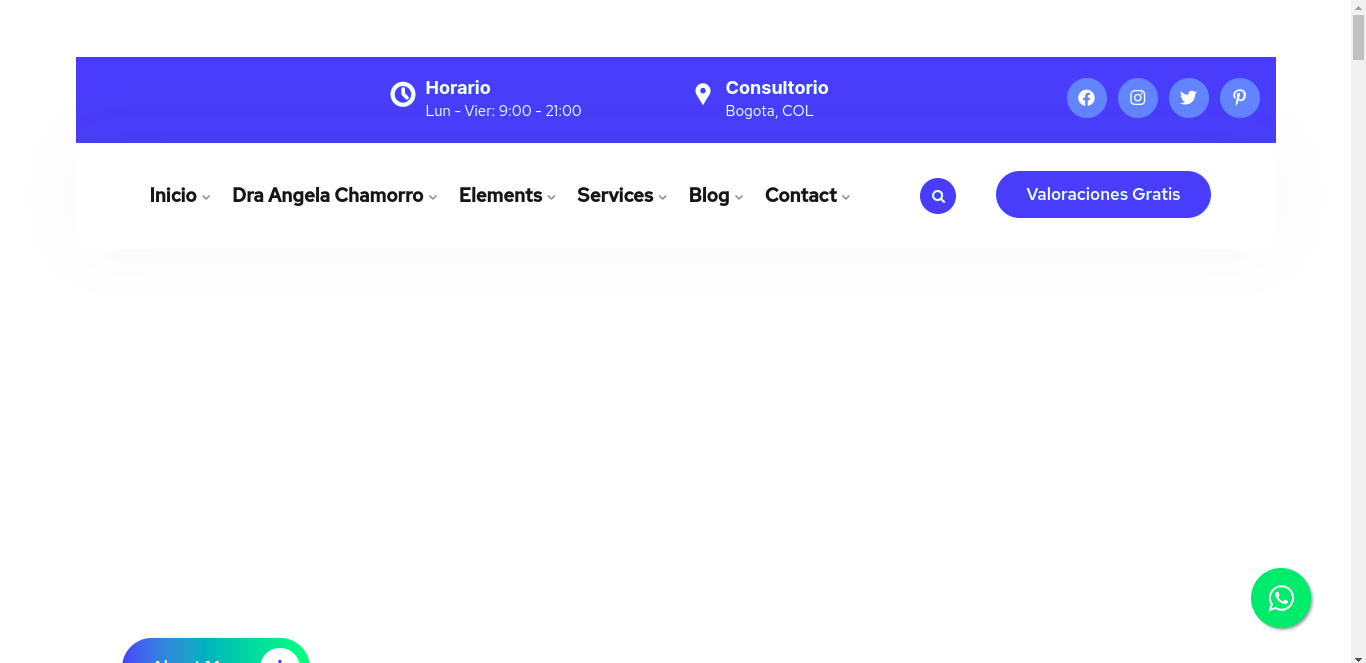 Horario
Lun - Vier: 9:00 - 21:00
Consultorio
Bogota, COL
Inicio
Dra Angela Chamorro
Elements
Services
Blog
Contact
Valoraciones Gratis